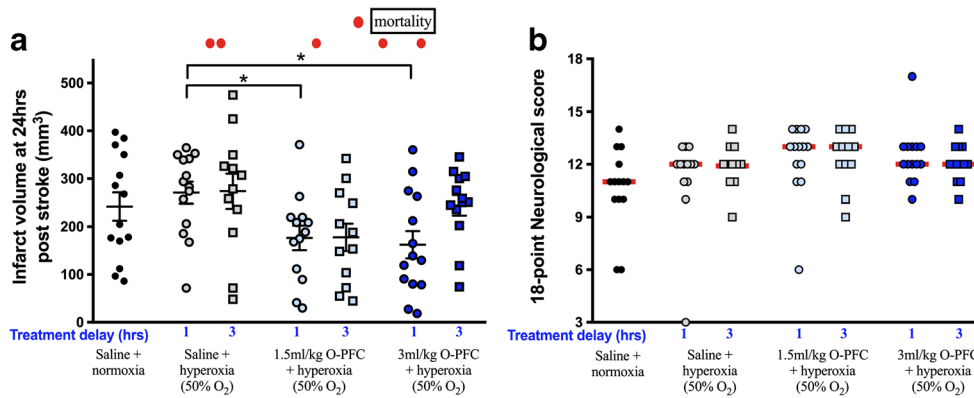 a
mortality
*
*
Infarct volume at 24hrs
post stroke (mm³)
500
400
300
200
100
0
Treatment delay (hrs)
1 3 1 3 1 3
Saline +
normoxia
Saline +
hyperoxia
(50% O₂)
1.5ml/kg O-PFC
+ hyperoxia
(50% O₂)
3ml/kg O-PFC
+ hyperoxia
(50% O₂)
b
18-point Neurological score
18
15
12
9
6
3
1 3 1 3 1 3
Saline +
normoxia
Saline +
hyperoxia
(50% O₂)
1.5ml/kg O-PFC
+ hyperoxia
(50% O₂)
3ml/kg O-PFC
+ hyperoxia
(50% O₂)